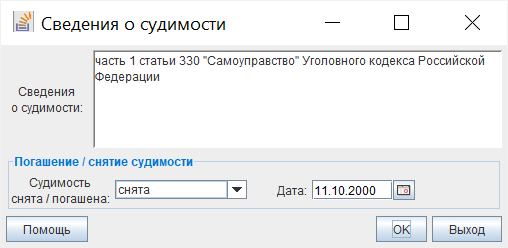 Сведения о судимости
Сведения
о судимости:
часть 1 статьи 330 "Самоуправство" Уголовного кодекса Российской
Федерации
Погашение / снятие судимости
Судимость
снята / погашена:
снята
Дата:
11.10.2000
Помощь
OK
Выход